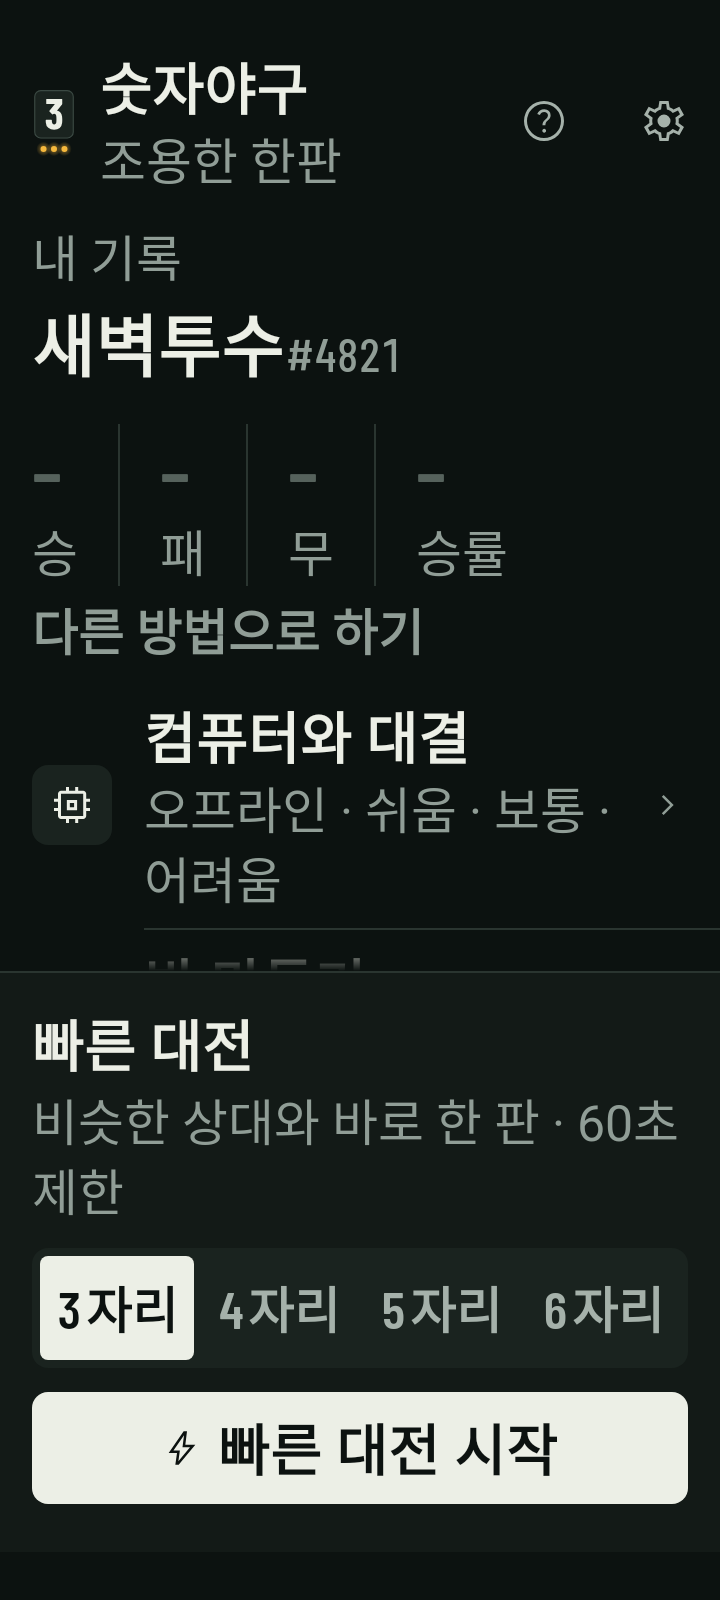 3
숫자야구
조용한 한판
내 기록
새벽투수#4821
– – – –
승 패 무 승률
다른 방법으로 하기
컴퓨터와 대결
오프라인 · 쉬움 · 보통 ·
어려움
빠른 대전
비슷한 상대와 바로 한 판 · 60초
제한
3자리 4자리 5자리 6자리
빠른 대전 시작